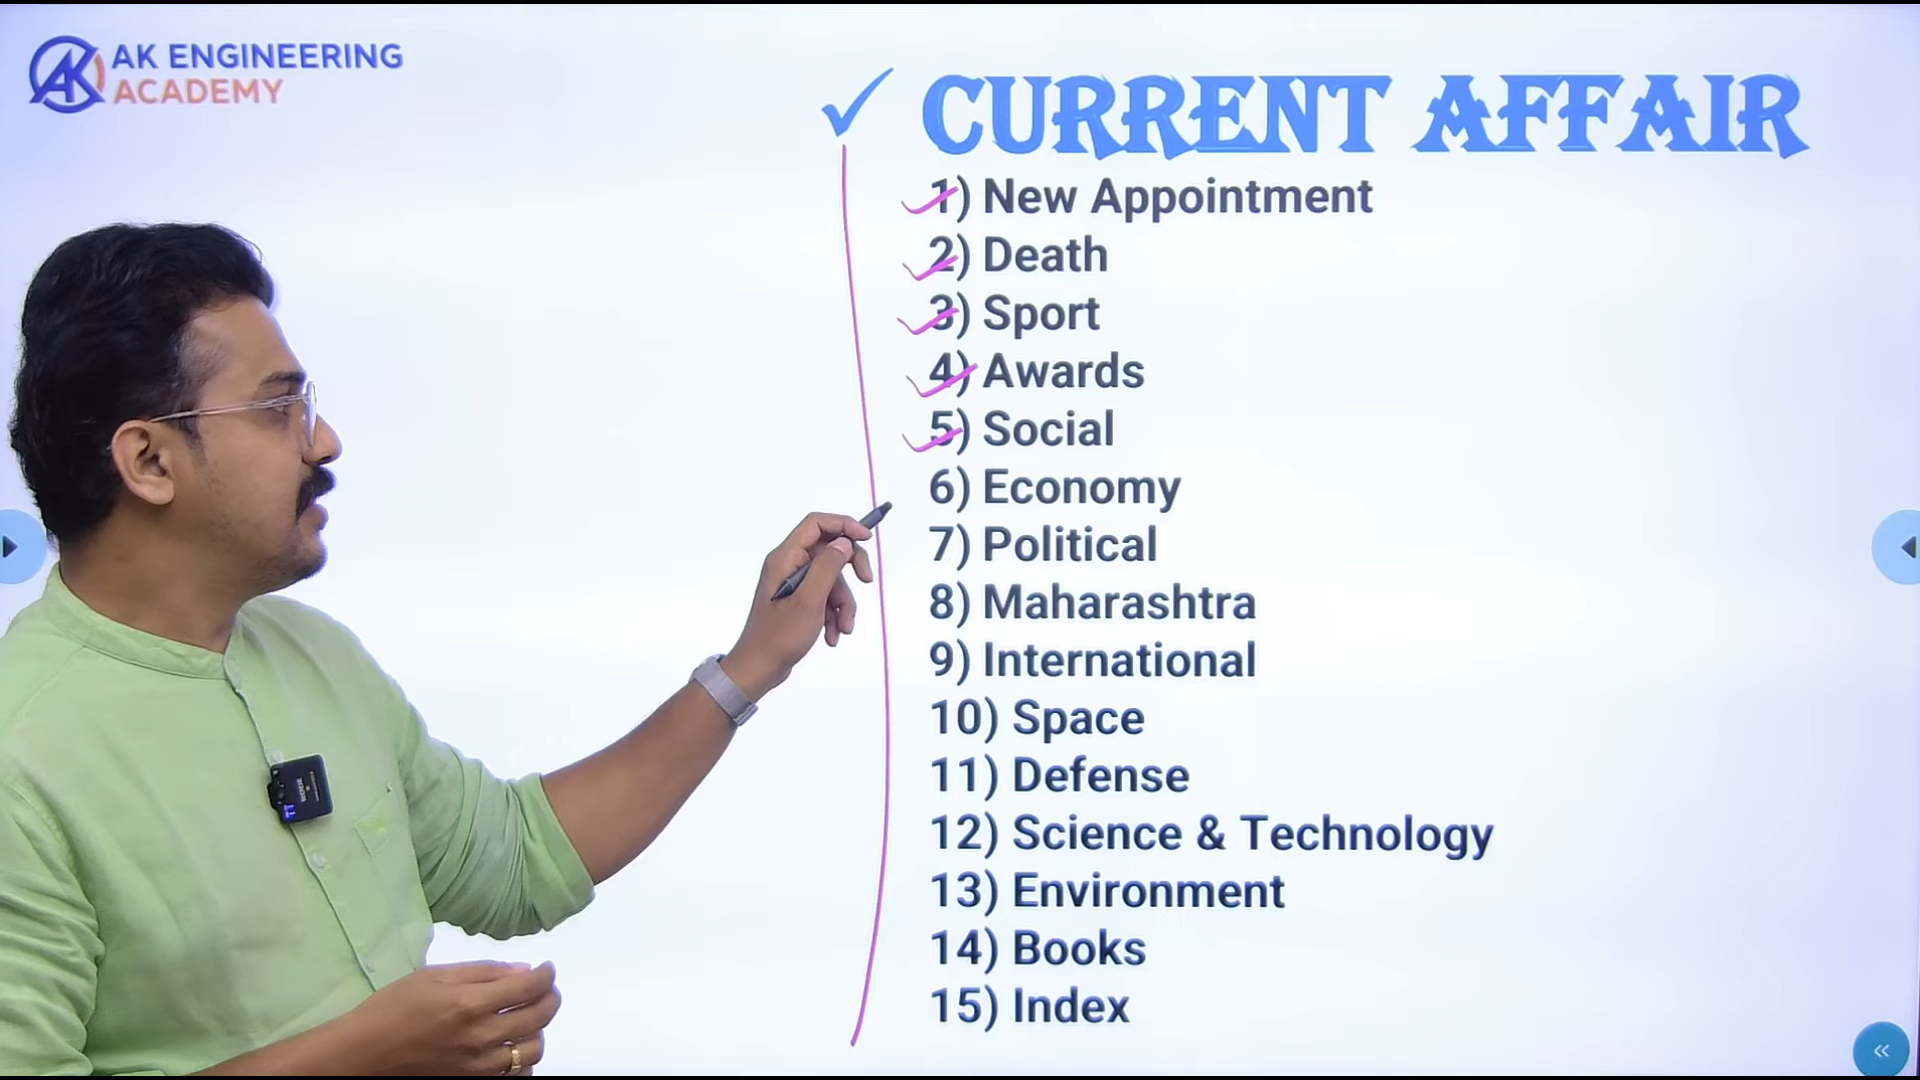 AK ENGINEERING
ACADEMY
CURRENT AFFAIR
1) New Appointment
2) Death
3) Sport
4) Awards
5) Social
6) Economy
7) Political
8) Maharashtra
9) International
10) Space
11) Defense
12) Science & Technology
13) Environment
14) Books
15) Index